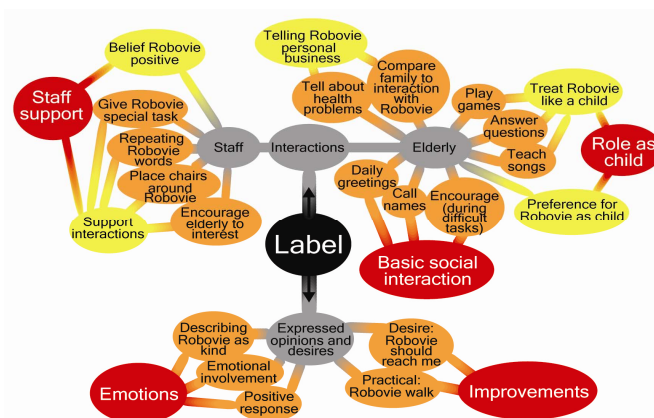 Belief Robovie
positive
Staff
support
Give Robovie
special task
Repeating
Robovie
words
Place chairs
around
Robovie
Support
interactions
Encourage
elderly to
interest
Staff
Interactions
Elderly
Telling Robovie
personal
business
Tell about
health
problems
Compare
family to
interaction
with
Robovie
Play
games
Answer
questions
Teach
songs
Treat Robovie
like a child
Role as
child
Preference for
Robovie as child
Daily
greetings
Call
names
Encourage
(during
difficult
tasks)
Basic social
interaction
Label
Expressed
opinions and
desires
Describing
Robovie as
kind
Emotional
involvement
Positive
response
Emotions
Desire:
Robovie
should
reach me
Practical:
Robovie walk
Improvements